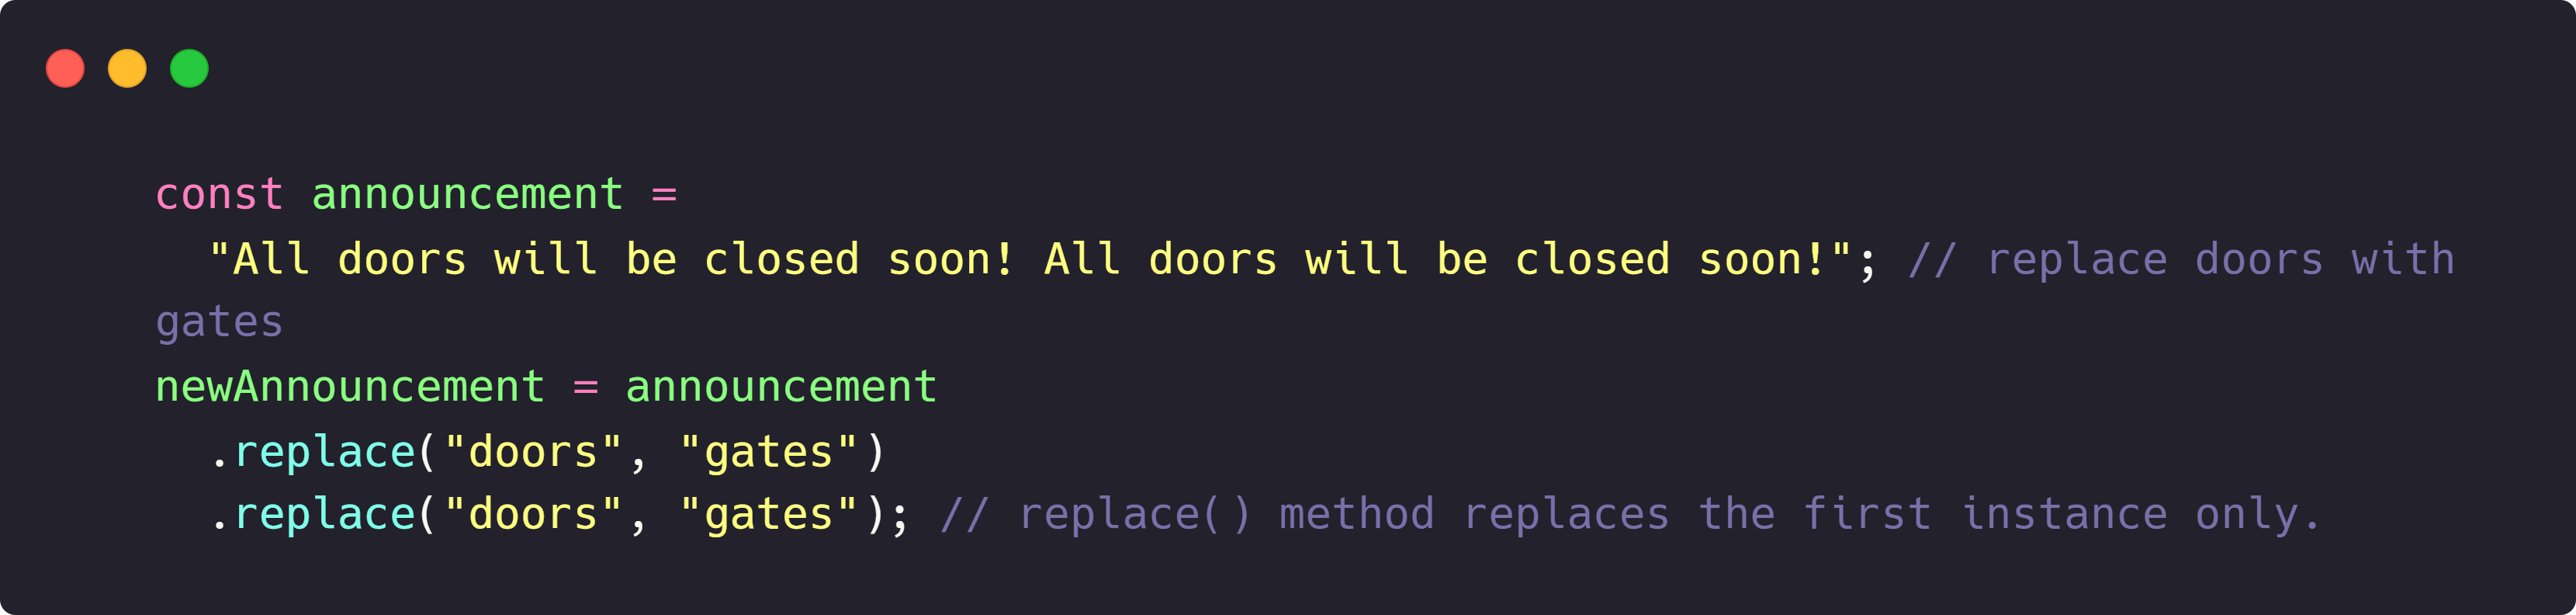 const announcement =
  "All doors will be closed soon! All doors will be closed soon!"; // replace doors with
gates
newAnnouncement = announcement
  .replace("doors", "gates")
  .replace("doors", "gates"); // replace() method replaces the first instance only.